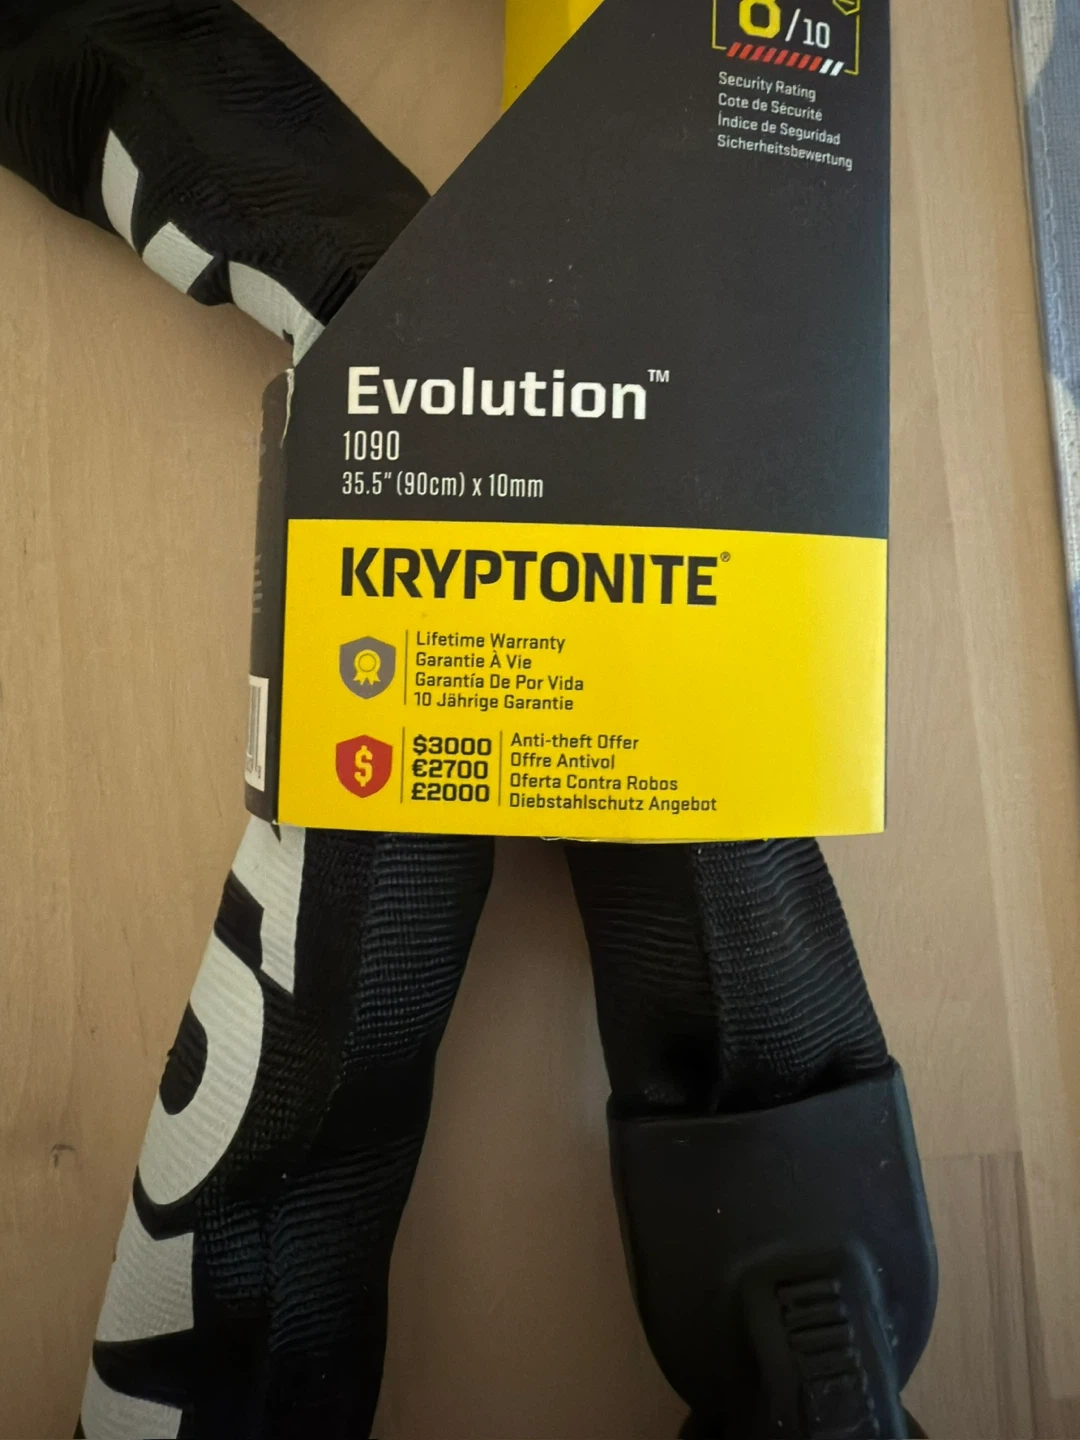 8/10
Security Rating
Cote de Sécurité
Índice de Seguridad
Sicherheitsbewertung
Evolution™
1090
35.5" (90cm) x 10mm
KRYPTONITE®
Lifetime Warranty
Garantie À Vie
Garantía De Por Vida
10 Jährige Garantie
$
$3000
€2700
£2000
Anti-theft Offer
Offre Antivol
Oferta Contra Robos
Diebstahlschutz Angebot